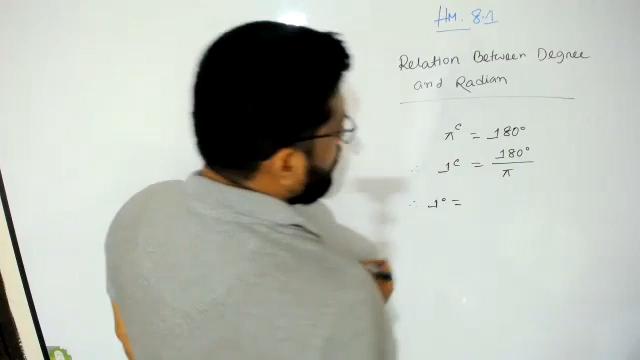 HM. 8.1
Relation Between Degree
and Radian
π^c = 180°
∴ 1^c = 180°/π
∴ 1° =